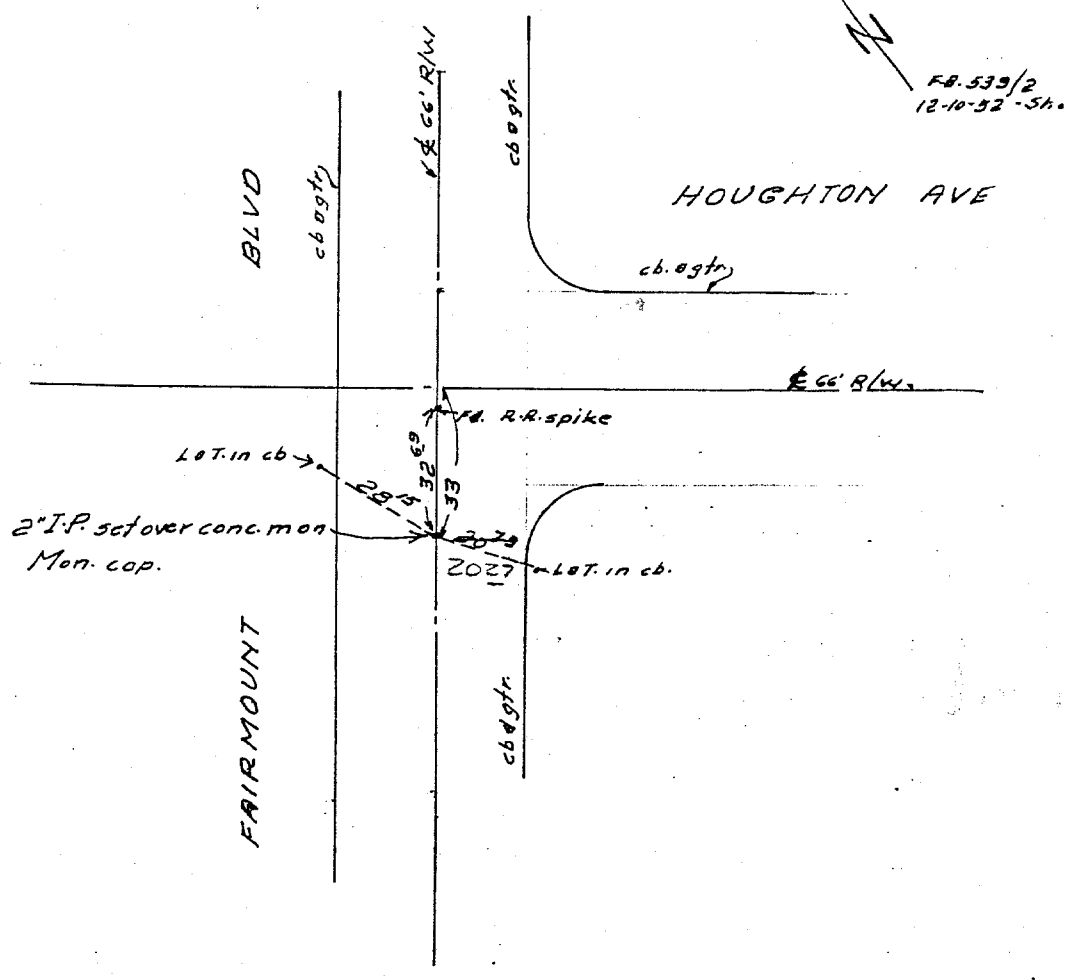 F.B. 539/2
12-10-52 - Sh.
℄ 66' R/W
cb & gtr.
cb & gtr.
BLVD
HOUGHTON AVE
cb. & gtr.
℄ 66' R/W.
Fd. R.R. spike
L & T. in cb
32 69
33
28 15
2" I.P. set over conc. mon
Mon. cap.
20 79
20 27
L & T. in cb.
FAIRMOUNT
cb & gtr.